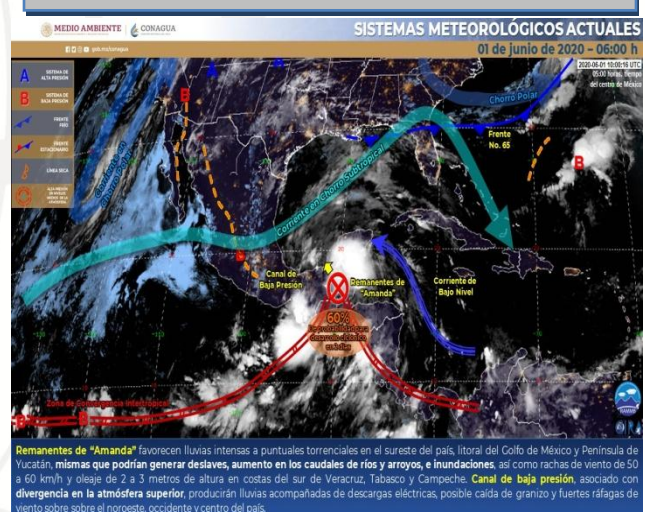 MEDIO AMBIENTE
CONAGUA
SISTEMAS METEOROLÓGICOS ACTUALES
gob.mx/conagua
01 de junio de 2020 – 06:00 h
2020-06-01 10:00:16 UTC
05:00 horas, tiempo
del centro de México
A SISTEMA DE
ALTA PRESIÓN
B SISTEMA DE
BAJA PRESIÓN
FRENTE
FRÍO
FRENTE
ESTACIONARIO
LÍNEA SECA
A
B
Chorro Polar
Chorro Polar
Frente
No. 65
B
Corriente en Chorro Subtropical
Canal de
Baja Presión
Remanentes de
"Amanda"
Corriente de
Bajo Nivel
60%
Zona de Convergencia Intertropical
B
B
Remanentes de "Amanda" favorecen lluvias intensas a puntuales torrenciales en el sureste del país, litoral del Golfo de México y Península de
Yucatán, mismas que podrían generar deslaves, aumento en los caudales de ríos y arroyos, e inundaciones, así como rachas de viento de 50
a 60 km/h y oleaje de 2 a 3 metros de altura en costas del sur de Veracruz, Tabasco y Campeche. Canal de baja presión, asociado con
divergencia en la atmósfera superior, producirán lluvias acompañadas de descargas eléctricas, posible caída de granizo y fuertes ráfagas de
viento sobre sobre el noroeste, occidente y centro del país.